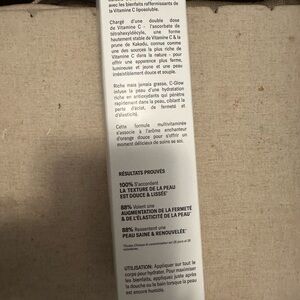 avec les bienfaits raffermissants de
la Vitamine C liposoluble.
Chargé d'une double dose
de Vitamine C - l'ascorbate de
tétrahexyldécyle, une forme
hautement stable de Vitamine C & la
prune de Kakadu, connue comme
une des sources la plus riche de
Vitamine C dans la nature - pour
offrir une apparence plus ferme,
lumineuse et jeune et une peau
irrésistiblement douce et souple.
Riche mais jamais grasse, C-Glow
infuse la peau d'une hydratation
riche en antioxydants qui pénètre
rapidement dans la peau, ciblant la
perte d'éclat, de fermeté et
d'élasticité.
Cette formule multivitaminée
s'associe à l'arôme enchanteur
d'orange douce pour s'offrir un
moment délicieux de soins de soi.
RÉSULTATS PROUVÉS
100% S'accordent
LA TEXTURE DE LA PEAU
EST DOUCE & LISSÉE
88% Voient une
AUGMENTATION DE LA FERMETÉ
& DE L'ÉLASTICITÉ DE LA PEAU
88% Ressentent une
PEAU SAINE & RENOUVELÉE
UTILISATION: Appliquer sur tout le
corps pour hydrater. Pour maximiser
les bienfaits, appliquez juste après
la douche ou le bain lorsque la peau
est encore humide.